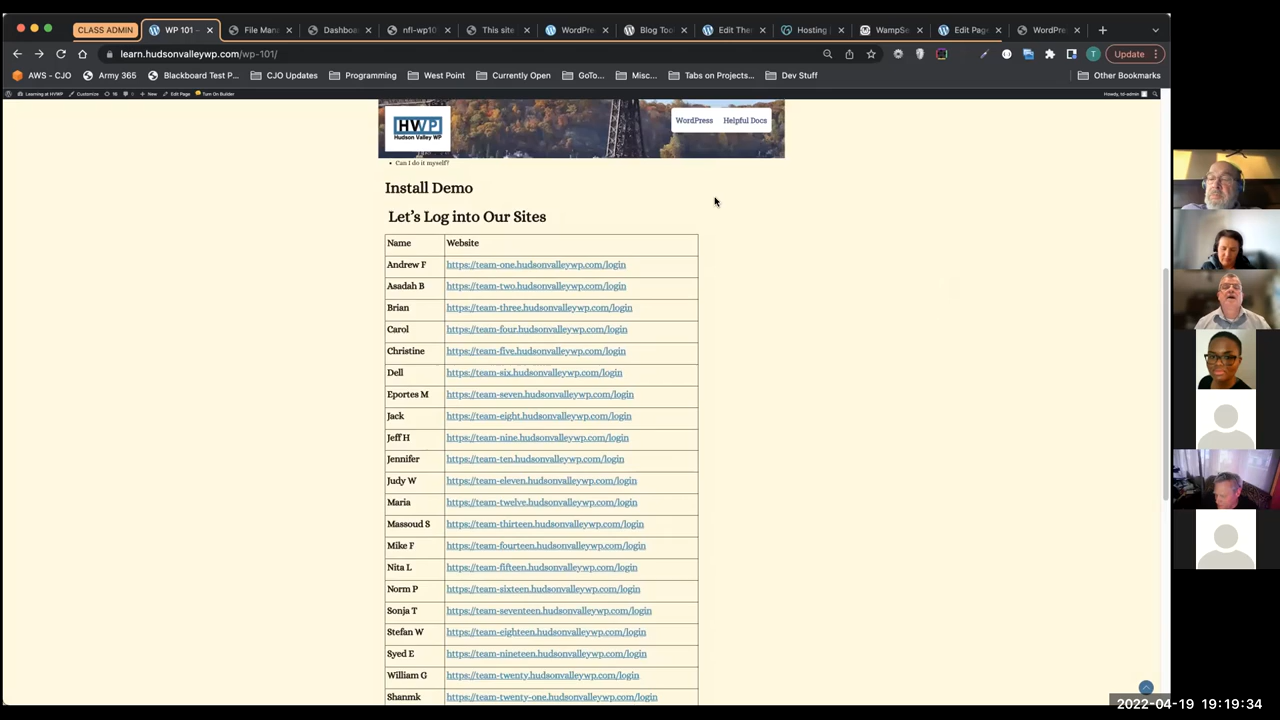 CLASS ADMIN
WP 101 -
File Man
Dashboa
nfl-wp10
This site
WordPre
Blog Too
Edit The
Hosting
WampSe
Edit Page
WordPre
learn.hudsonvalleywp.com/wp-101/
T
Update
AWS - CJO
Army 365
Blackboard Test P...
CJO Updates
Programming
West Point
Currently Open
GoTo...
Misc...
Tabs on Projects...
Dev Stuff
Other Bookmarks
Learning at HVWP
Customize
New
Edit Page
Turn On Builder
HWP
Hudson Valley WP
WordPress
Helpful Docs
Can I do it myself?
Install Demo
Let's Log into Our Sites
Name Website
Andrew F https://team-one.hudsonvalleywp.com/login
Asadah B https://team-two.hudsonvalleywp.com/login
Brian https://team-three.hudsonvalleywp.com/login
Carol https://team-four.hudsonvalleywp.com/login
Christine https://team-five.hudsonvalleywp.com/login
Dell https://team-six.hudsonvalleywp.com/login
Eportes M https://team-seven.hudsonvalleywp.com/login
Jack https://team-eight.hudsonvalleywp.com/login
Jeff H https://team-nine.hudsonvalleywp.com/login
Jennifer https://team-ten.hudsonvalleywp.com/login
Judy W https://team-eleven.hudsonvalleywp.com/login
Maria https://team-twelve.hudsonvalleywp.com/login
Massoud S https://team-thirteen.hudsonvalleywp.com/login
Mike F https://team-fourteen.hudsonvalleywp.com/login
Nita L https://team-fifteen.hudsonvalleywp.com/login
Norm P https://team-sixteen.hudsonvalleywp.com/login
Sonja T https://team-seventeen.hudsonvalleywp.com/login
Stefan W https://team-eighteen.hudsonvalleywp.com/login
Syed E https://team-nineteen.hudsonvalleywp.com/login
William G https://team-twenty.hudsonvalleywp.com/login
Shanmk https://team-twenty-one.hudsonvalleywp.com/login
2022-04-19 19:19:34